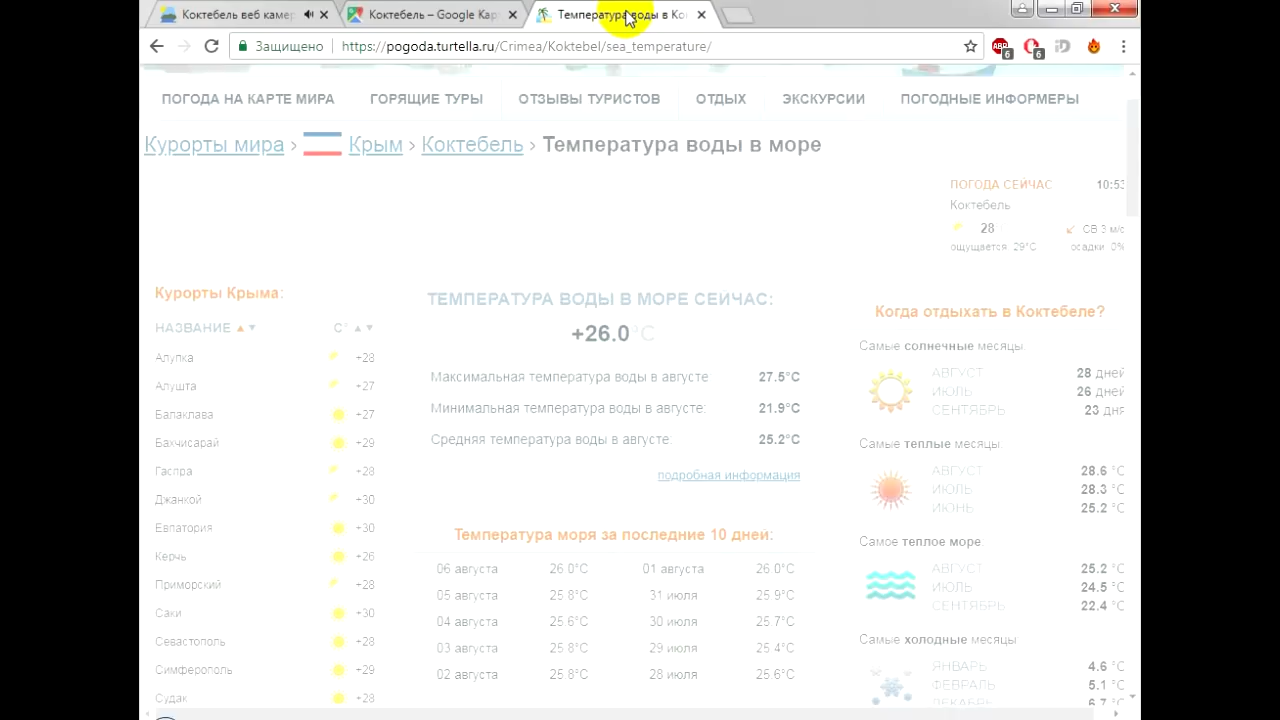 Коктебель веб камер
Коктебель – Google Кар
Температура воды в Ко
Защищено
https://pogoda.turtella.ru/Crimea/Koktebel/sea_temperature/
ПОГОДА НА КАРТЕ МИРА
ГОРЯЩИЕ ТУРЫ
ОТЗЫВЫ ТУРИСТОВ
ОТДЫХ
ЭКСКУРСИИ
ПОГОДНЫЕ ИНФОРМЕРЫ
Курорты мира › Крым › Коктебель › Температура воды в море
ПОГОДА СЕЙЧАС 10:53
Коктебель
28 СВ 3 м/с
ощущается: 29°C осадки: 0%
Курорты Крыма:
НАЗВАНИЕ ▲▼ C° ▲▼
Алупка +28
Алушта +27
Балаклава +27
Бахчисарай +29
Гаспра +28
Джанкой +30
Евпатория +30
Керчь +26
Приморский +28
Саки +30
Севастополь +28
Симферополь +29
Судак +28
ТЕМПЕРАТУРА ВОДЫ В МОРЕ СЕЙЧАС:
+26.0°C
Максимальная температура воды в августе 27.5°C
Минимальная температура воды в августе: 21.9°C
Средняя температура воды в августе: 25.2°C
подробная информация
Температура моря за последние 10 дней:
06 августа 26.0°C 01 августа 26.0°C
05 августа 25.8°C 31 июля 25.9°C
04 августа 25.6°C 30 июля 25.7°C
03 августа 25.8°C 29 июля 25.4°C
02 августа 25.8°C 28 июля 25.6°C
Когда отдыхать в Коктебеле?
Самые солнечные месяцы:
АВГУСТ 28 дней
ИЮЛЬ 26 дней
СЕНТЯБРЬ 23 дня
Самые теплые месяцы:
АВГУСТ 28.6 °C
ИЮЛЬ 28.3 °C
ИЮНЬ 25.2 °C
Самое теплое море:
АВГУСТ 25.2 °C
ИЮЛЬ 24.5 °C
СЕНТЯБРЬ 22.4 °C
Самые холодные месяцы
ЯНВАРЬ 4.6 °C
ФЕВРАЛЬ 5.1 °C
ДЕКАБРЬ 6.7 °C
ABP
6
6
iD